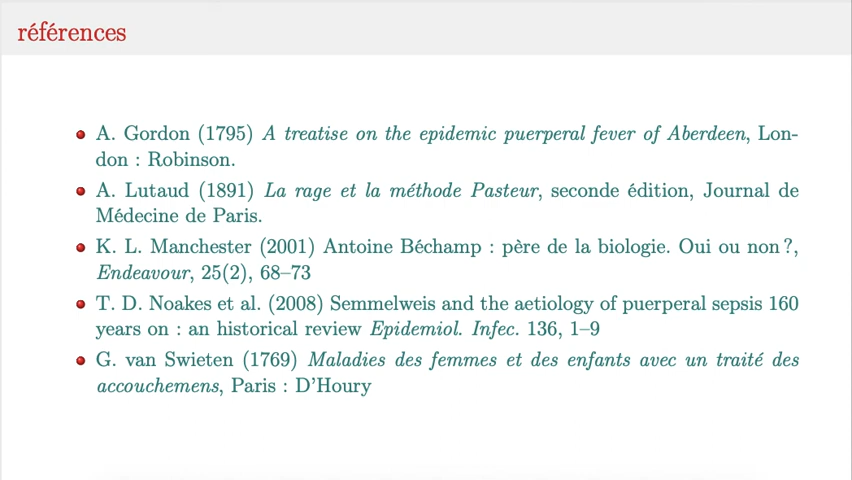 références
A. Gordon (1795) A treatise on the epidemic puerperal fever of Aberdeen, Lon-
don : Robinson.
A. Lutaud (1891) La rage et la méthode Pasteur, seconde édition, Journal de
Médecine de Paris.
K. L. Manchester (2001) Antoine Béchamp : père de la biologie. Oui ou non ?,
Endeavour, 25(2), 68–73
T. D. Noakes et al. (2008) Semmelweis and the aetiology of puerperal sepsis 160
years on : an historical review Epidemiol. Infec. 136, 1–9
G. van Swieten (1769) Maladies des femmes et des enfants avec un traité des
accouchemens, Paris : D'Houry